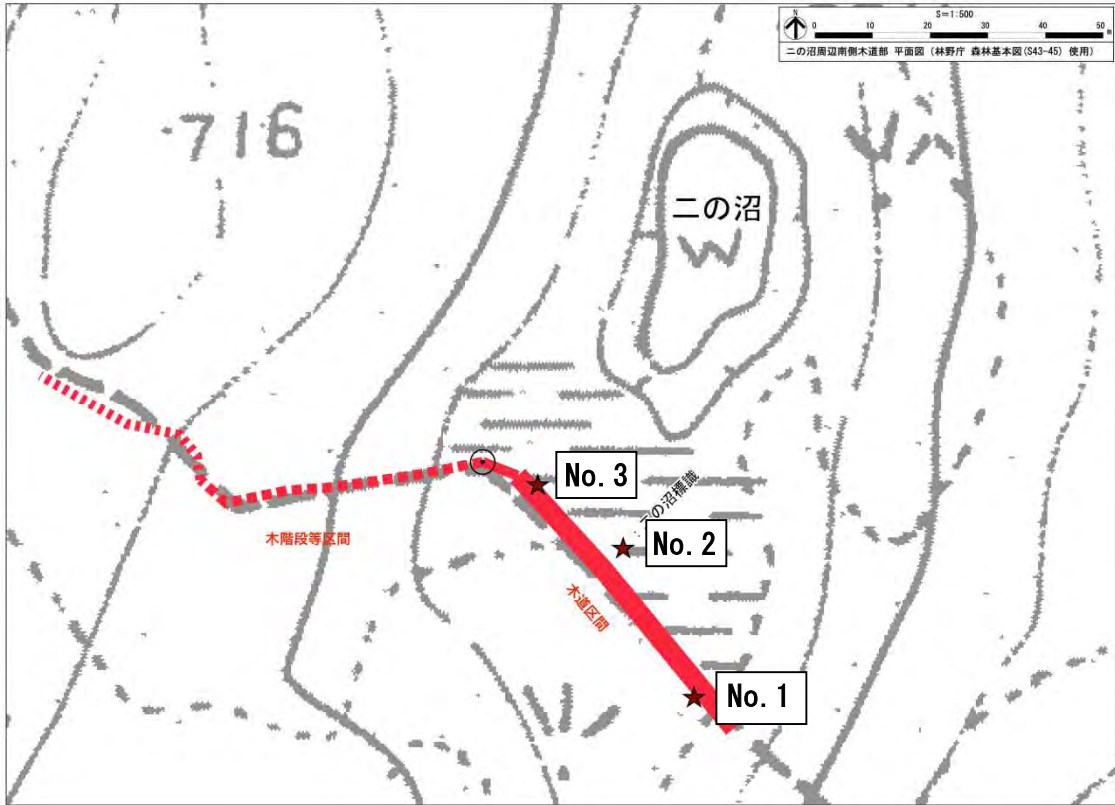 S=1:500
N
0 10 20 30 40 50 m
二の沼周辺南側木道部 平面図 (林野庁 森林基本図(S43-45) 使用)
716
二の沼
No. 3
二の沼標識
No. 2
木階段等区間
木道区間
No. 1